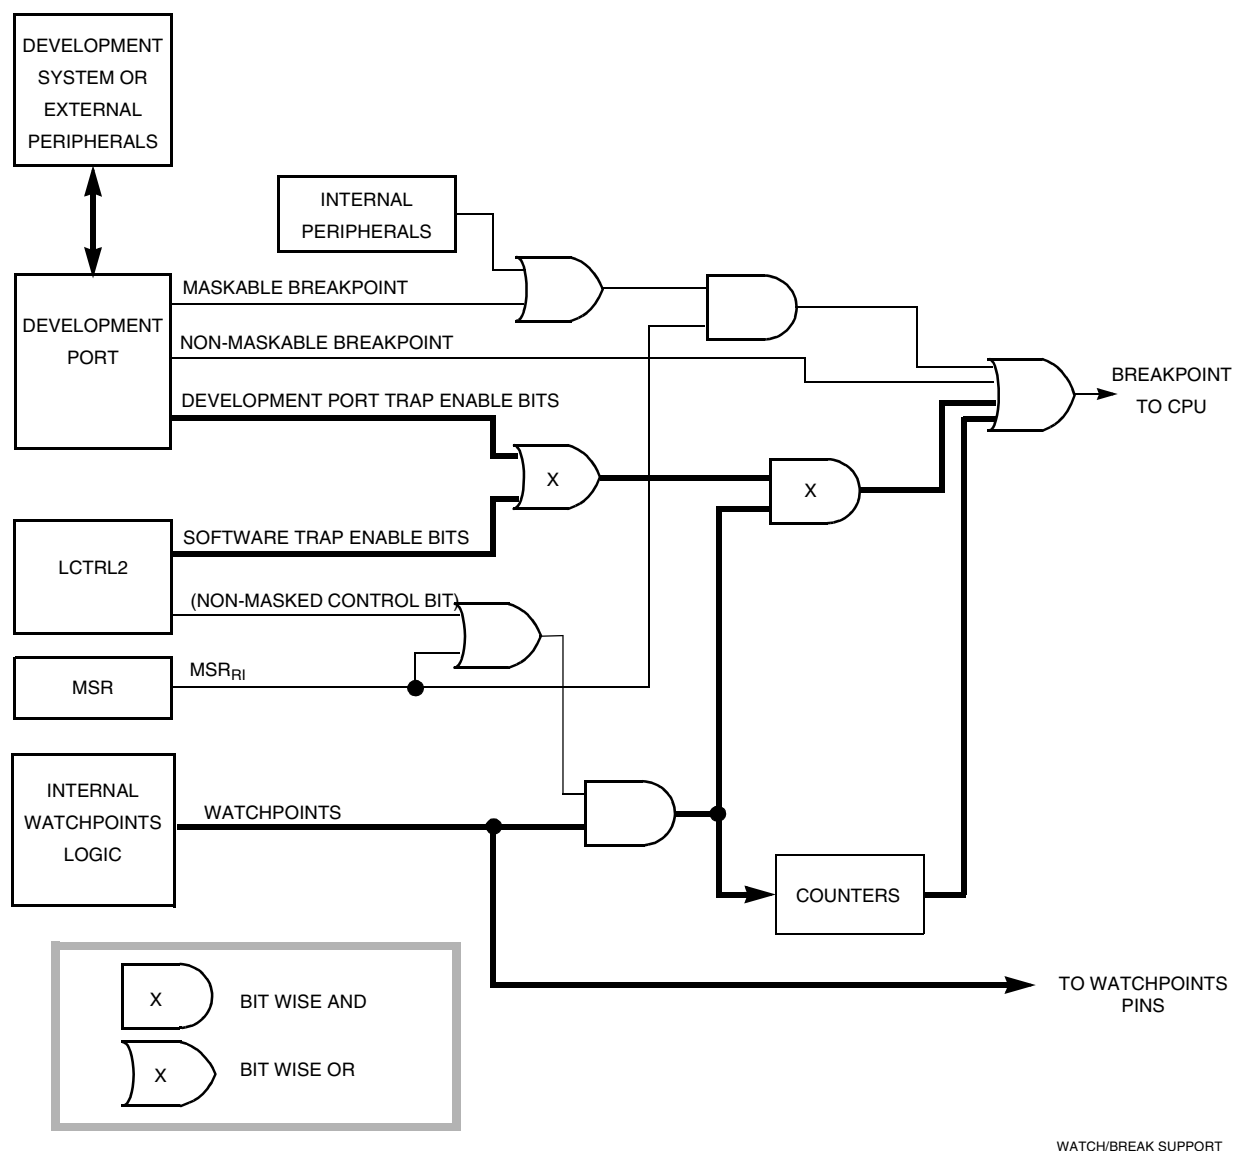 DEVELOPMENT
SYSTEM OR
EXTERNAL
PERIPHERALS
INTERNAL
PERIPHERALS
MASKABLE BREAKPOINT
DEVELOPMENT
PORT
NON-MASKABLE BREAKPOINT
DEVELOPMENT PORT TRAP ENABLE BITS
BREAKPOINT
TO CPU
X
X
SOFTWARE TRAP ENABLE BITS
LCTRL2
(NON-MASKED CONTROL BIT)
MSRRI
MSR
INTERNAL
WATCHPOINTS
LOGIC
WATCHPOINTS
COUNTERS
TO WATCHPOINTS
PINS
X BIT WISE AND
X BIT WISE OR
WATCH/BREAK SUPPORT